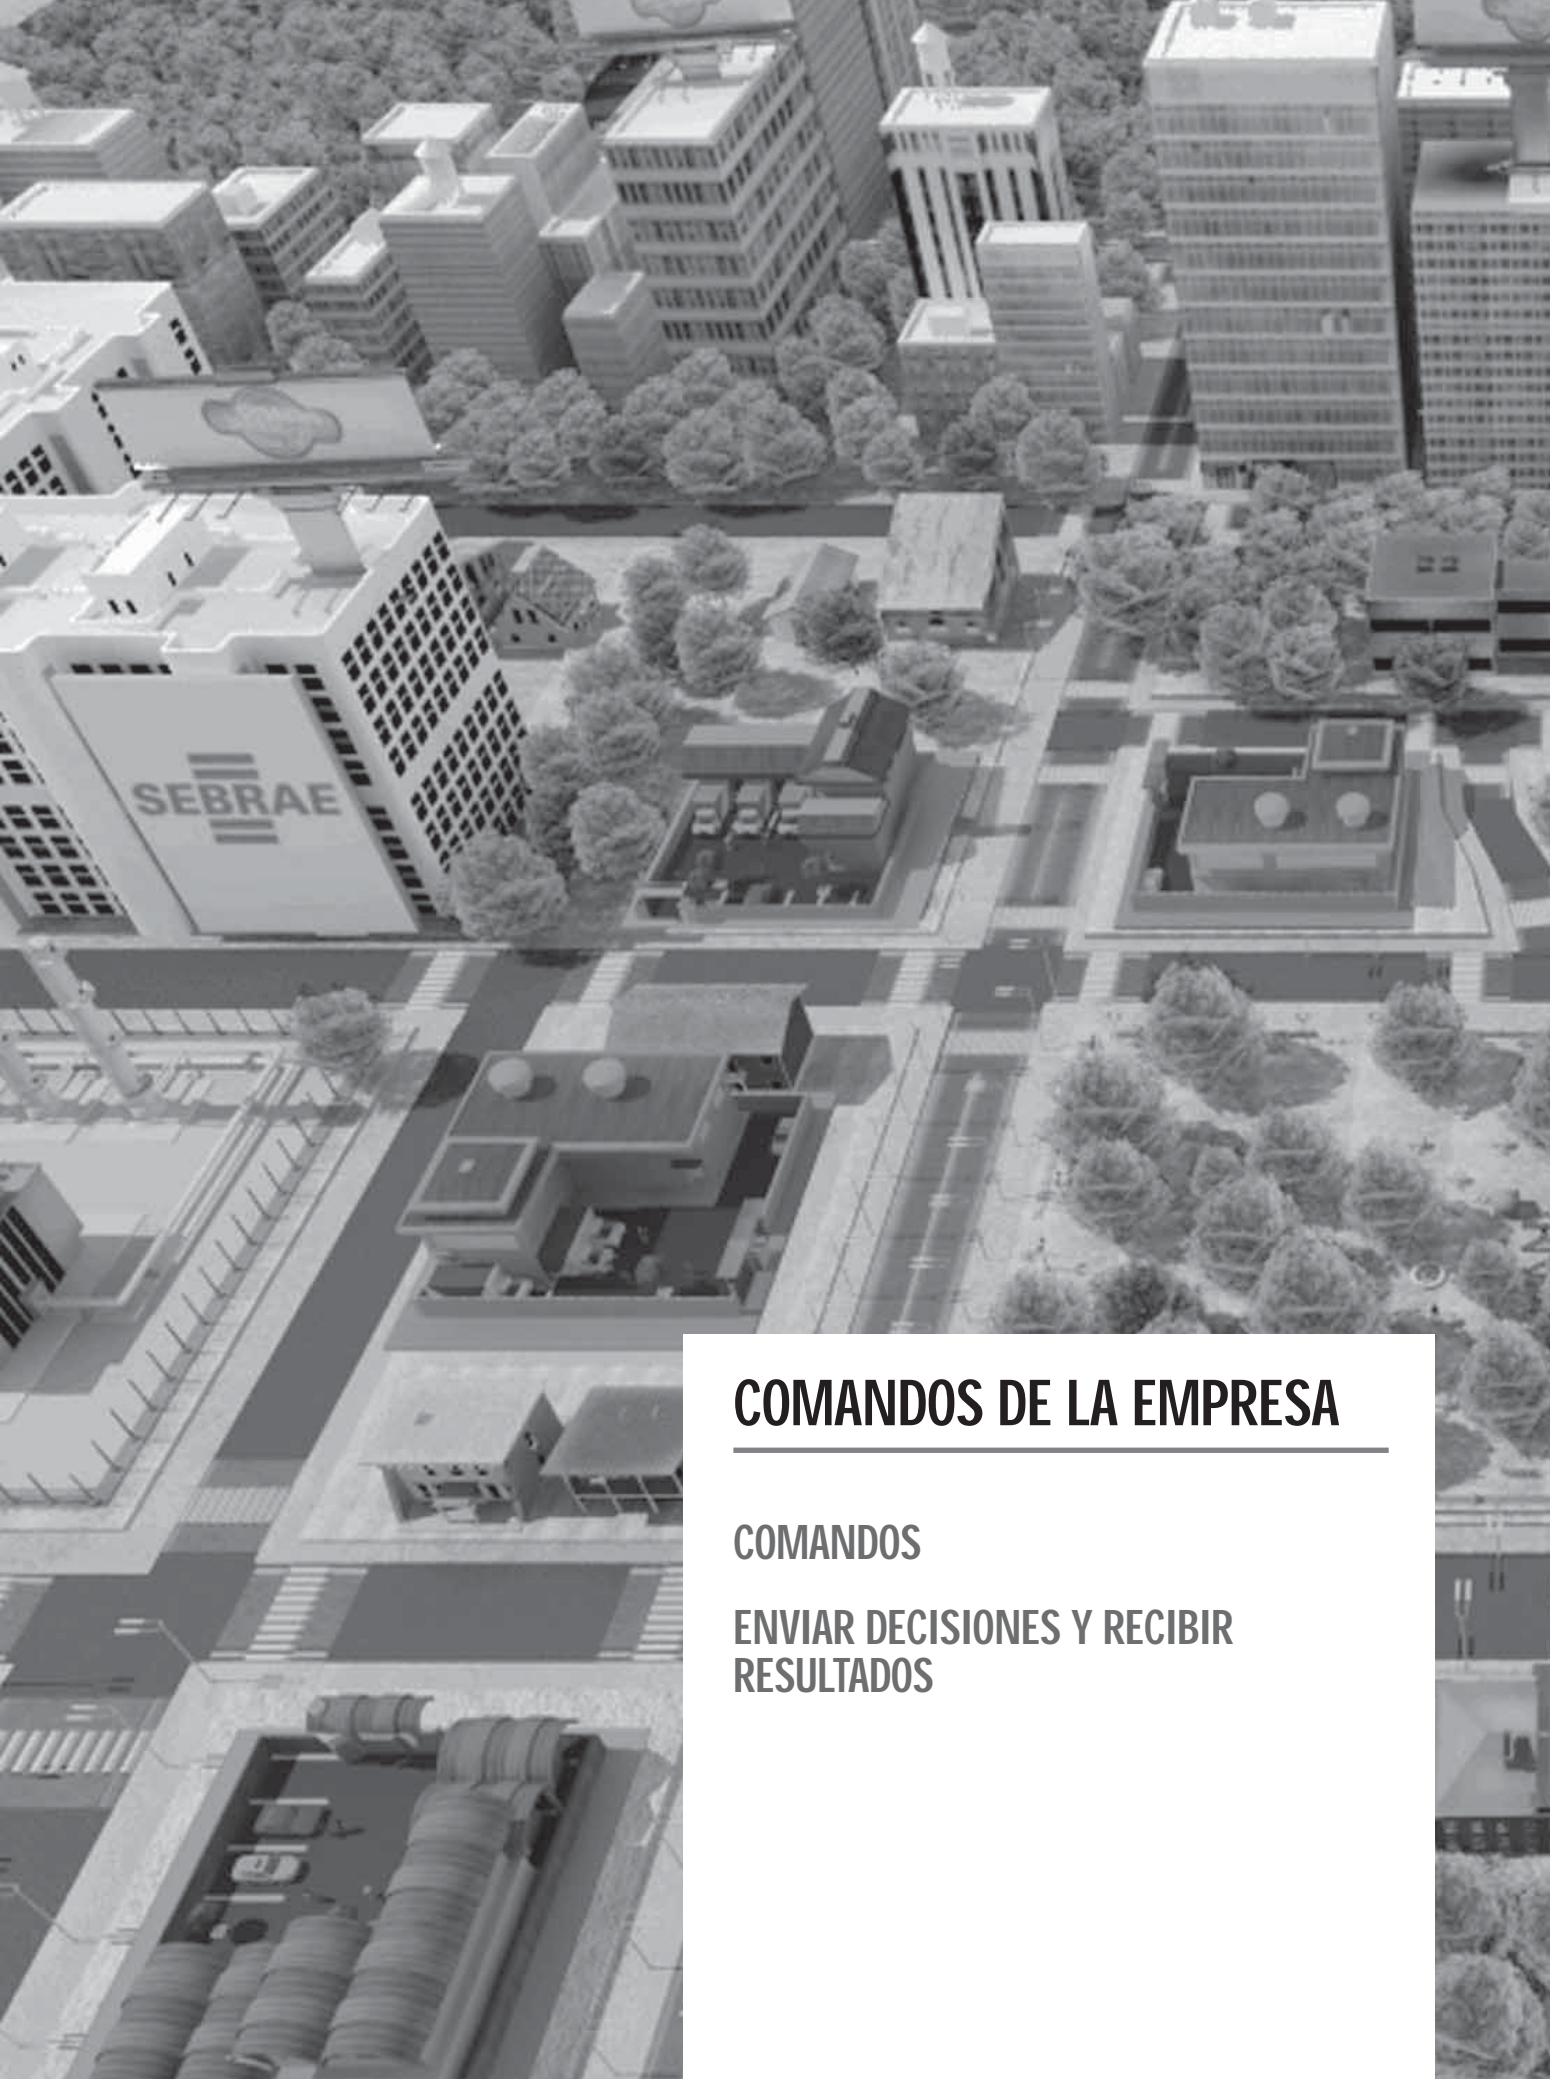 SEBRAE
COMANDOS DE LA EMPRESA
COMANDOS
ENVIAR DECISIONES Y RECIBIR
RESULTADOS